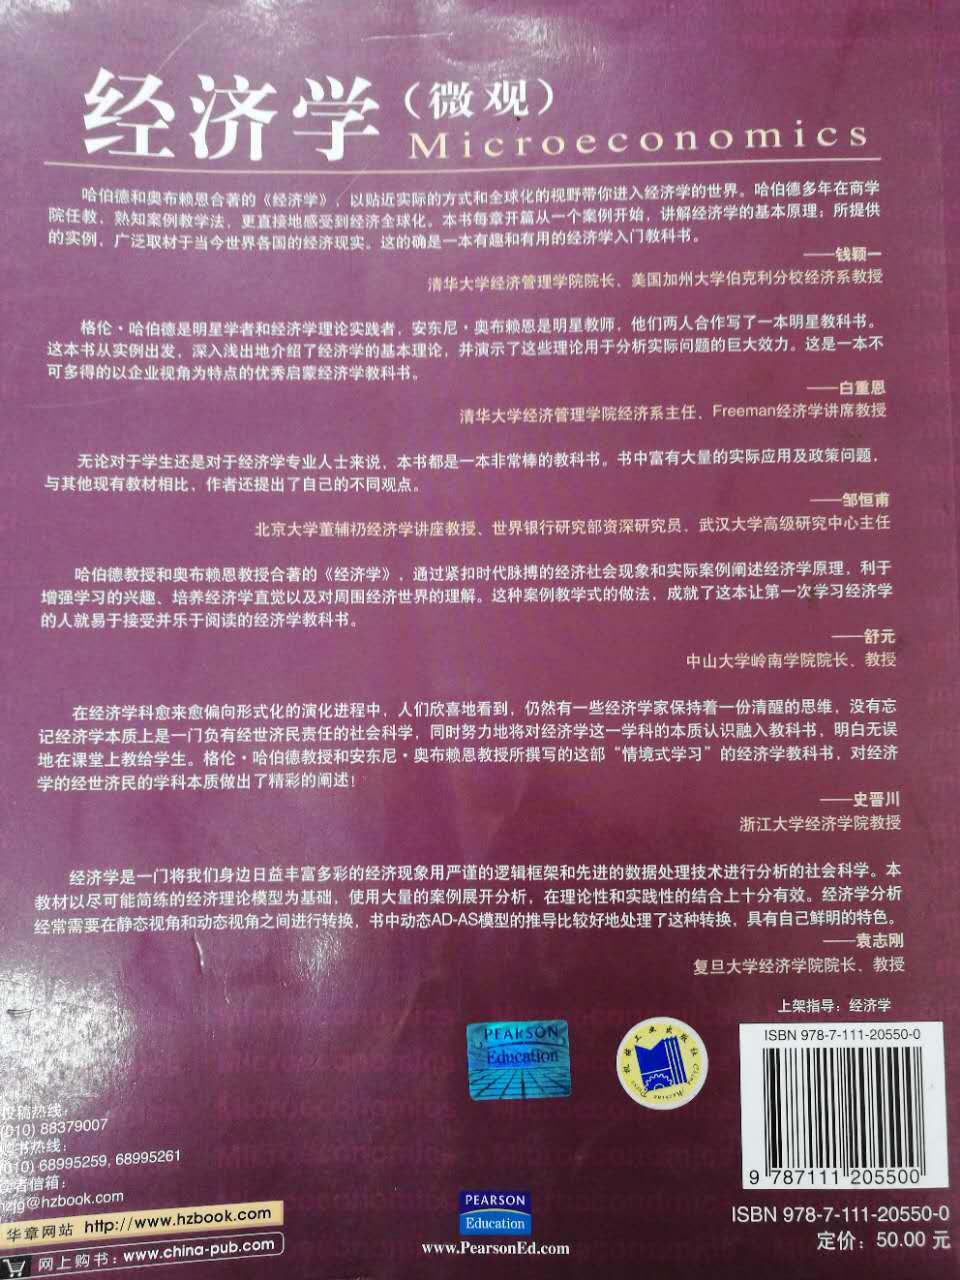 经济学（微观）
Microeconomics
哈伯德和奥布赖恩合著的《经济学》，以贴近实际的方式和全球化的视野带你进入经济学的世界。哈伯德多年在商学
院任教，熟知案例教学法，更直接地感受到经济全球化。本书每章开篇从一个案例开始，讲解经济学的基本原理；所提供
的实例，广泛取材于当今世界各国的经济现实。这的确是一本有趣和有用的经济学入门教科书。
——钱颖一
清华大学经济管理学院院长、美国加州大学伯克利分校经济系教授
格伦·哈伯德是明星学者和经济学理论实践者，安东尼·奥布赖恩是明星教师，他们两人合作写了一本明星教科书。
这本书从实例出发，深入浅出地介绍了经济学的基本理论，并演示了这些理论用于分析实际问题的巨大效力。这是一本不
可多得的以企业视角为特点的优秀启蒙经济学教科书。
——白重恩
清华大学经济管理学院经济系主任、Freeman经济学讲席教授
无论对于学生还是对于经济学专业人士来说，本书都是一本非常棒的教科书。书中富有大量的实际应用及政策问题，
与其他现有教材相比，作者还提出了自己的不同观点。
——邹恒甫
北京大学董辅礽经济学讲座教授、世界银行研究部资深研究员、武汉大学高级研究中心主任
哈伯德教授和奥布赖恩教授合著的《经济学》，通过紧扣时代脉搏的经济社会现象和实际案例阐述经济学原理，利于
增强学习的兴趣、培养经济学直觉以及对周围经济世界的理解。这种案例教学式的做法，成就了这本让第一次学习经济学
的人就易于接受并乐于阅读的经济学教科书。
——舒元
中山大学岭南学院院长、教授
在经济学科愈来愈偏向形式化的演化进程中，人们欣喜地看到，仍然有一些经济学家保持着一份清醒的思维，没有忘
记经济学本质上是一门负有经世济民责任的社会科学，同时努力地将对经济学这一学科的本质认识融入教科书，明白无误
地在课堂上教给学生。格伦·哈伯德教授和安东尼·奥布赖恩教授所撰写的这部“情境式学习”的经济学教科书，对经济
学的经世济民的学科本质做出了精彩的阐述！
——史晋川
浙江大学经济学院教授
经济学是一门将我们身边日益丰富多彩的经济现象用严谨的逻辑框架和先进的数据处理技术进行分析的社会科学。本
教材以尽可能简练的经济理论模型为基础，使用大量的案例展开分析，在理论性和实践性的结合上十分有效。经济学分析
经常需要在静态视角和动态视角之间进行转换，书中动态AD-AS模型的推导比较好地处理了这种转换，具有自己鲜明的特色。
——袁志刚
复旦大学经济学院院长、教授
上架指导：经济学
ISBN 978-7-111-20550-0
PEARSON
Education
机械工业出版社
China Machine Press
9 787111 205500
稿热线：
(010) 88379007
书热线：
(010) 68995259, 68995261
者信箱：
hzjg@hzbook.com
华章网站 http://www.hzbook.com
网上购书：www.china-pub.com
PEARSON
Education
www.PearsonEd.com
ISBN 978-7-111-20550-0
定价：50.00 元